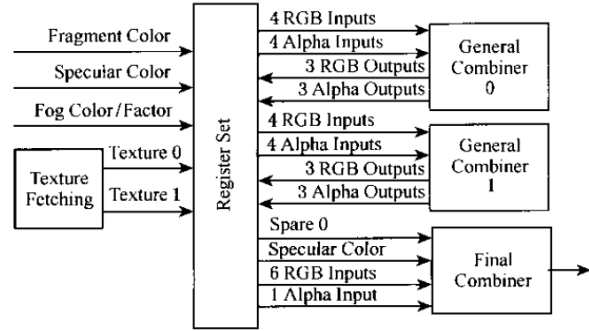 Fragment Color
Specular Color
Fog Color/Factor
Texture Fetching
Texture 0
Texture 1
Register Set
4 RGB Inputs
4 Alpha Inputs
3 RGB Outputs
3 Alpha Outputs
General
Combiner
0
4 RGB Inputs
4 Alpha Inputs
3 RGB Outputs
3 Alpha Outputs
General
Combiner
1
Spare 0
Specular Color
6 RGB Inputs
1 Alpha Input
Final
Combiner